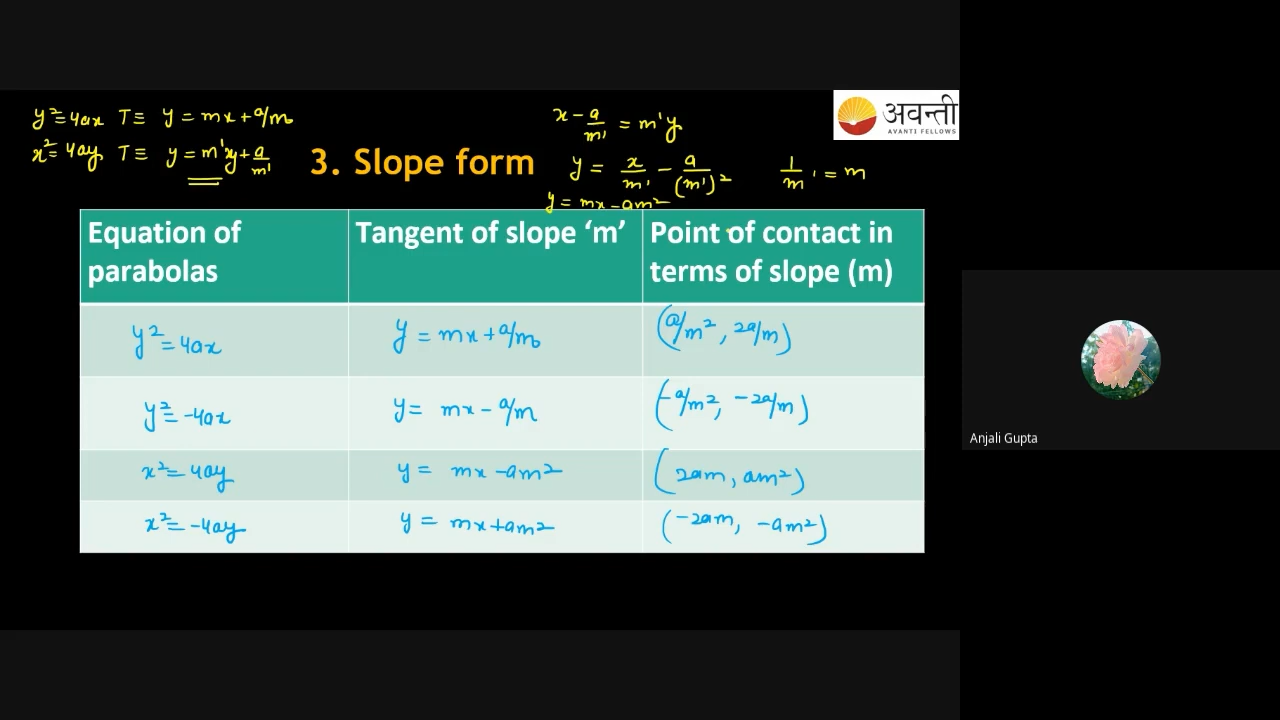 y² = 4ax T ≡ y = mx + a/m
x² = 4ay T ≡ y = m'y + a/m'
3. Slope form
x - a/m' = m'y
y = x/m' - a/(m')²
1/m' = m
y = mx - am²
अवन्ती
AVANTI FELLOWS
Equation of parabolas
Tangent of slope ‘m’
Point of contact in terms of slope (m)
y² = 4ax
y = mx + a/m
(a/m², 2a/m)
y² = -4ax
y = mx - a/m
(-a/m², -2a/m)
x² = 4ay
y = mx - am²
(2am, am²)
x² = -4ay
y = mx + am²
(-2am, -am²)
Anjali Gupta